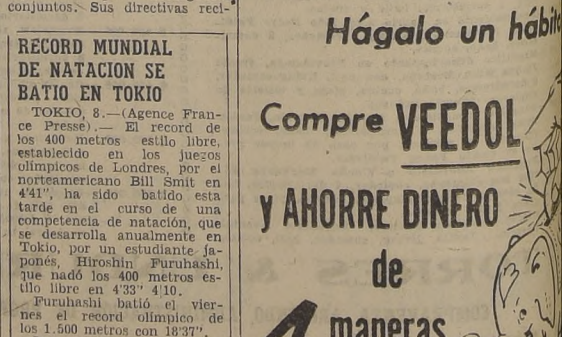 conjuntos. Sus directivas reci-
RECORD MUNDIAL
DE NATACION SE
BATIO EN TOKIO
TOKIO, 8.—(Agence Fran-
ce Presse).— El record de
los 400 metros estilo libre,
establecido en los juegos
olímpicos de Londres, por el
norteamericano Bill Smit en
4'41", ha sido batido esta
tarde en el curso de una
competencia de natación, que
se desarrolla anualmente en
Tokio, por un estudiante ja-
ponés, Hiroshin Furuhashi,
que nadó los 400 metros es-
tilo libre en 4'33" 4|10.
Furuhashi batió el vier-
nes el record olímpico de
los 1.500 metros con 18'37".
Hágalo un hábito
Compre VEEDOL
y AHORRE DINERO
de
4 maneras